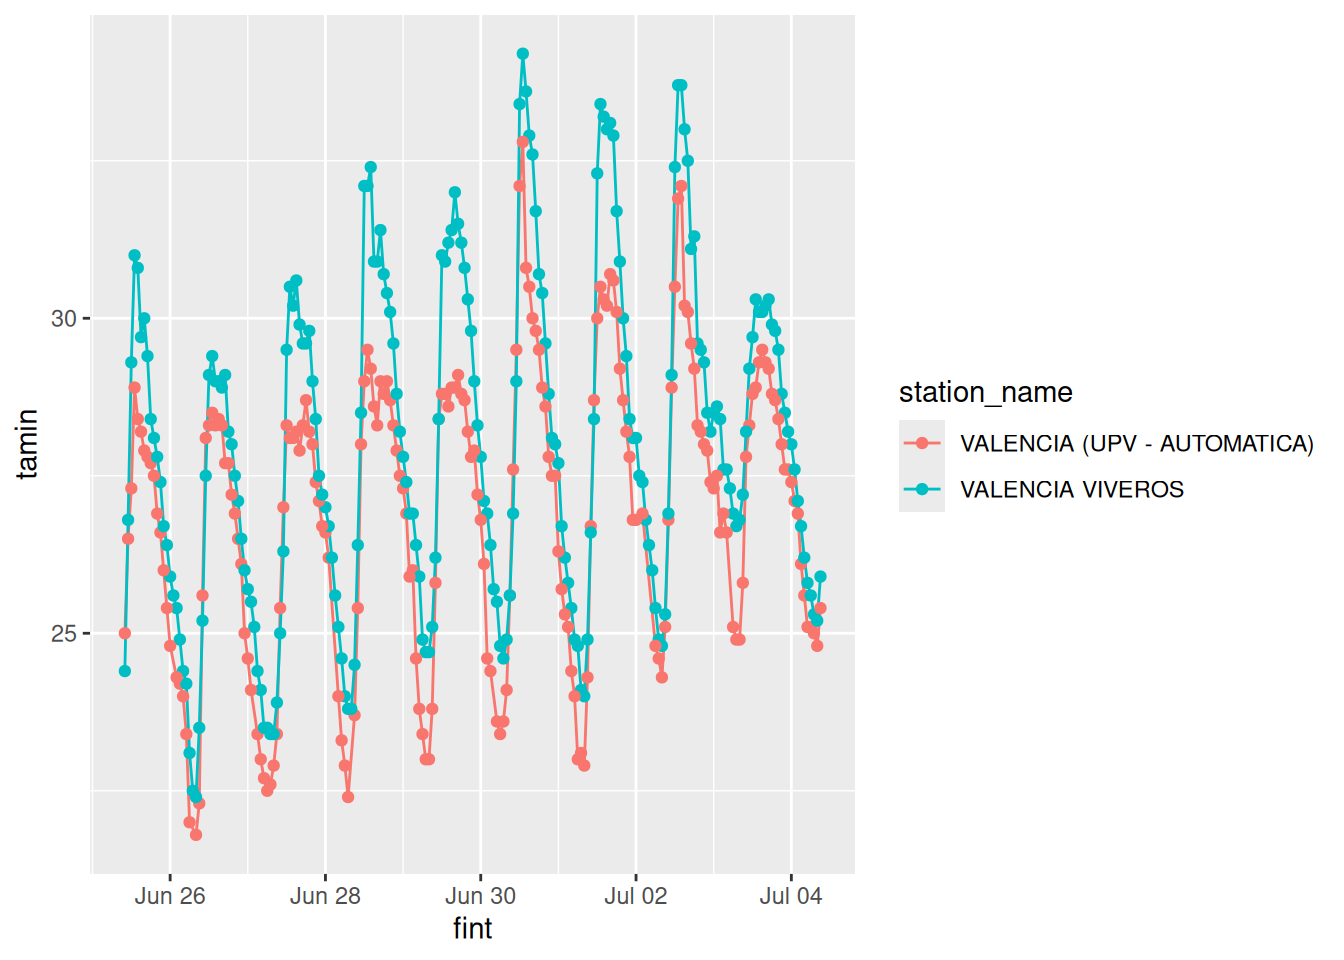 tamin
30
25
Jun 26
Jun 28
Jun 30
Jul 02
Jul 04
fint
station_name
VALENCIA (UPV - AUTOMATICA)
VALENCIA VIVEROS